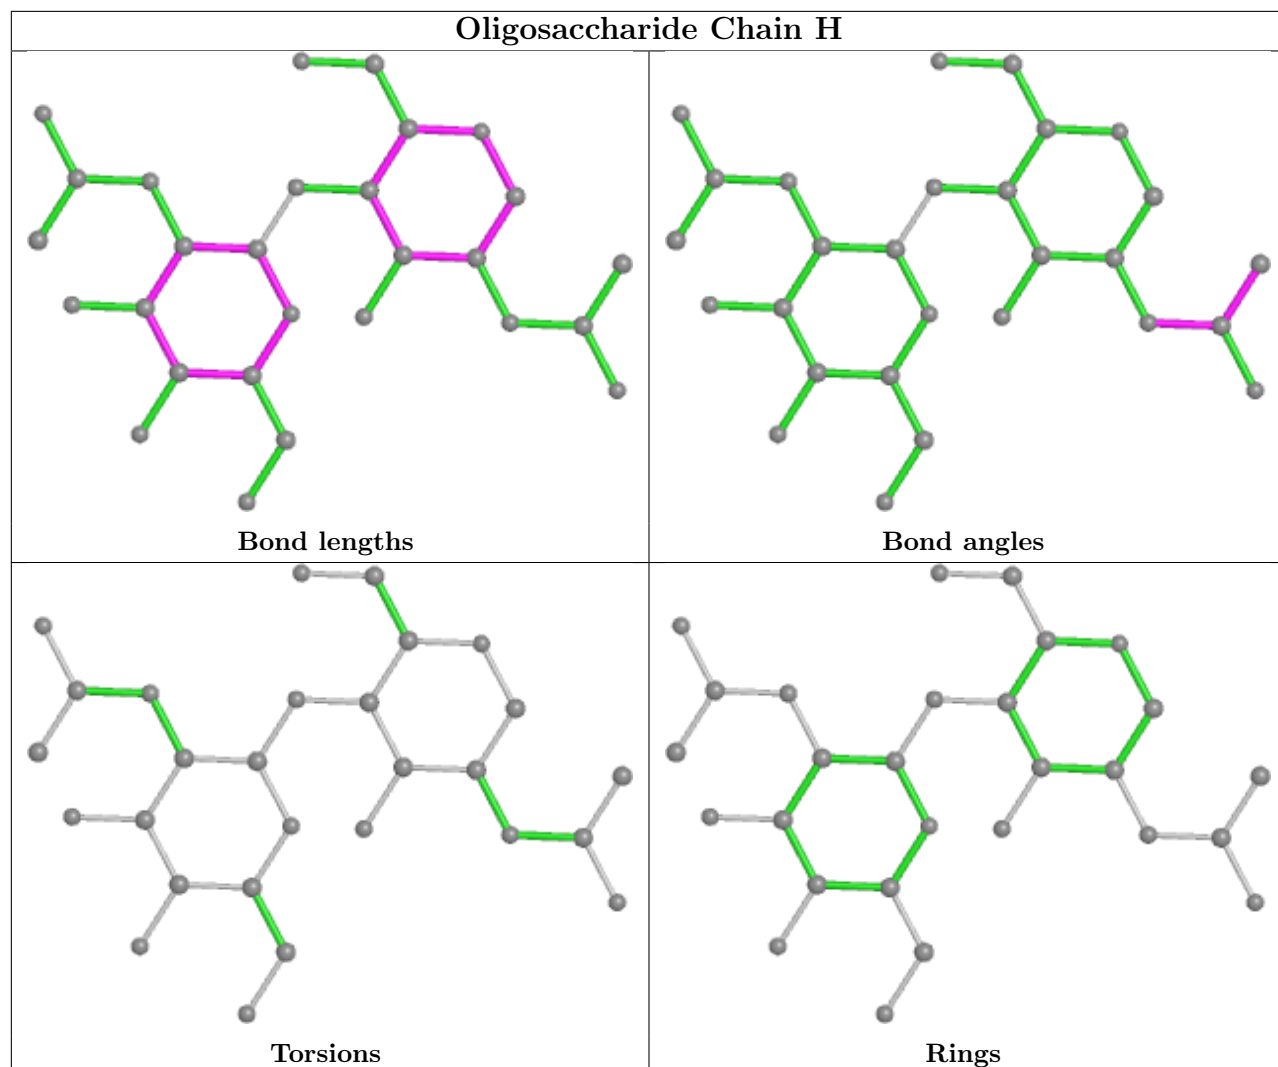 Oligosaccharide Chain H
Bond lengths
Bond angles
Torsions
Rings